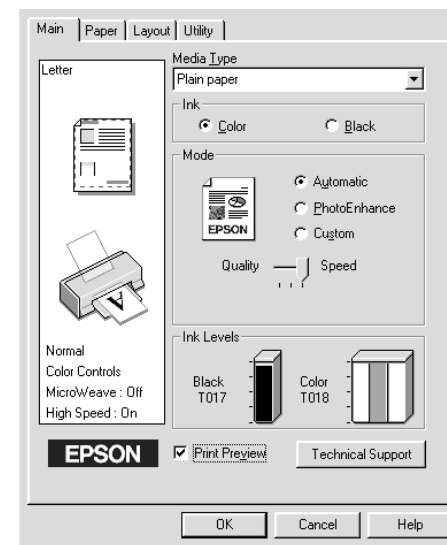 Main Paper Layout Utility
Letter
Media Type
Plain paper
Ink
Color Black
Mode
EPSON
Automatic
PhotoEnhance
Custom
Quality Speed
A
Normal
Color Controls
MicroWeave : Off
High Speed : On
Ink Levels
Black
T017
Color
T018
EPSON
Print Preview
Technical Support
OK Cancel Help